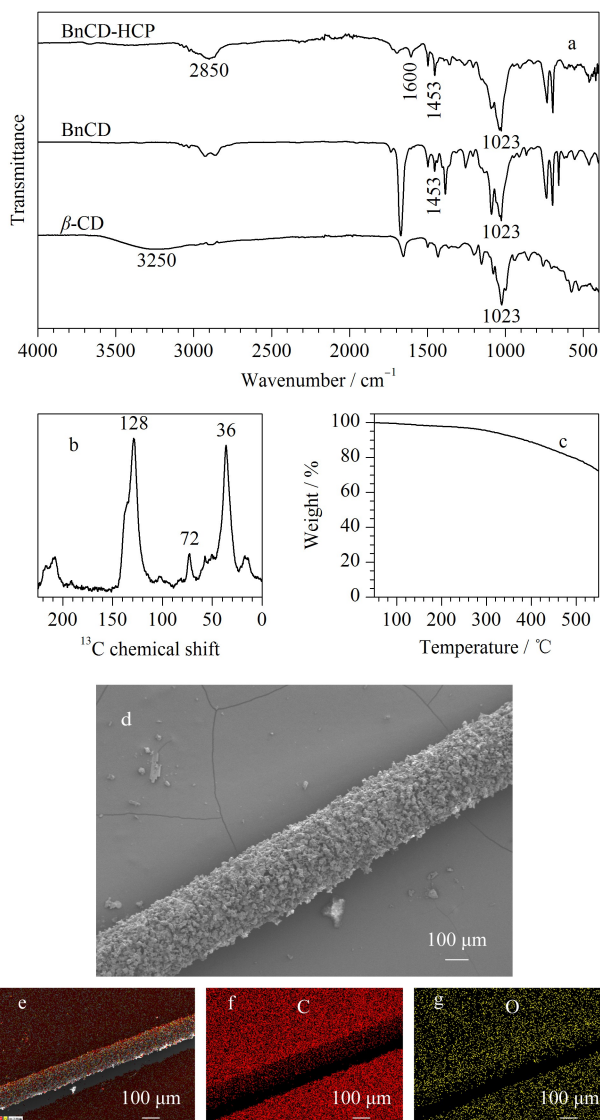 BnCD-HCP
a
2850
1600
1453
1023
BnCD
1453
1023
β-CD
3250
1023
Transmittance
4000 3000 2500 2000 1500 1000 500
Wavenumber / cm⁻¹
b
128
36
72
200 150 100 50 0
¹³C chemical shift
c
100
80
60
40
20
0
Weight / %
100 200 300 400 500
Temperature / ℃
d
100 μm
e
100 μm
f
C
100 μm
g
O
100 μm